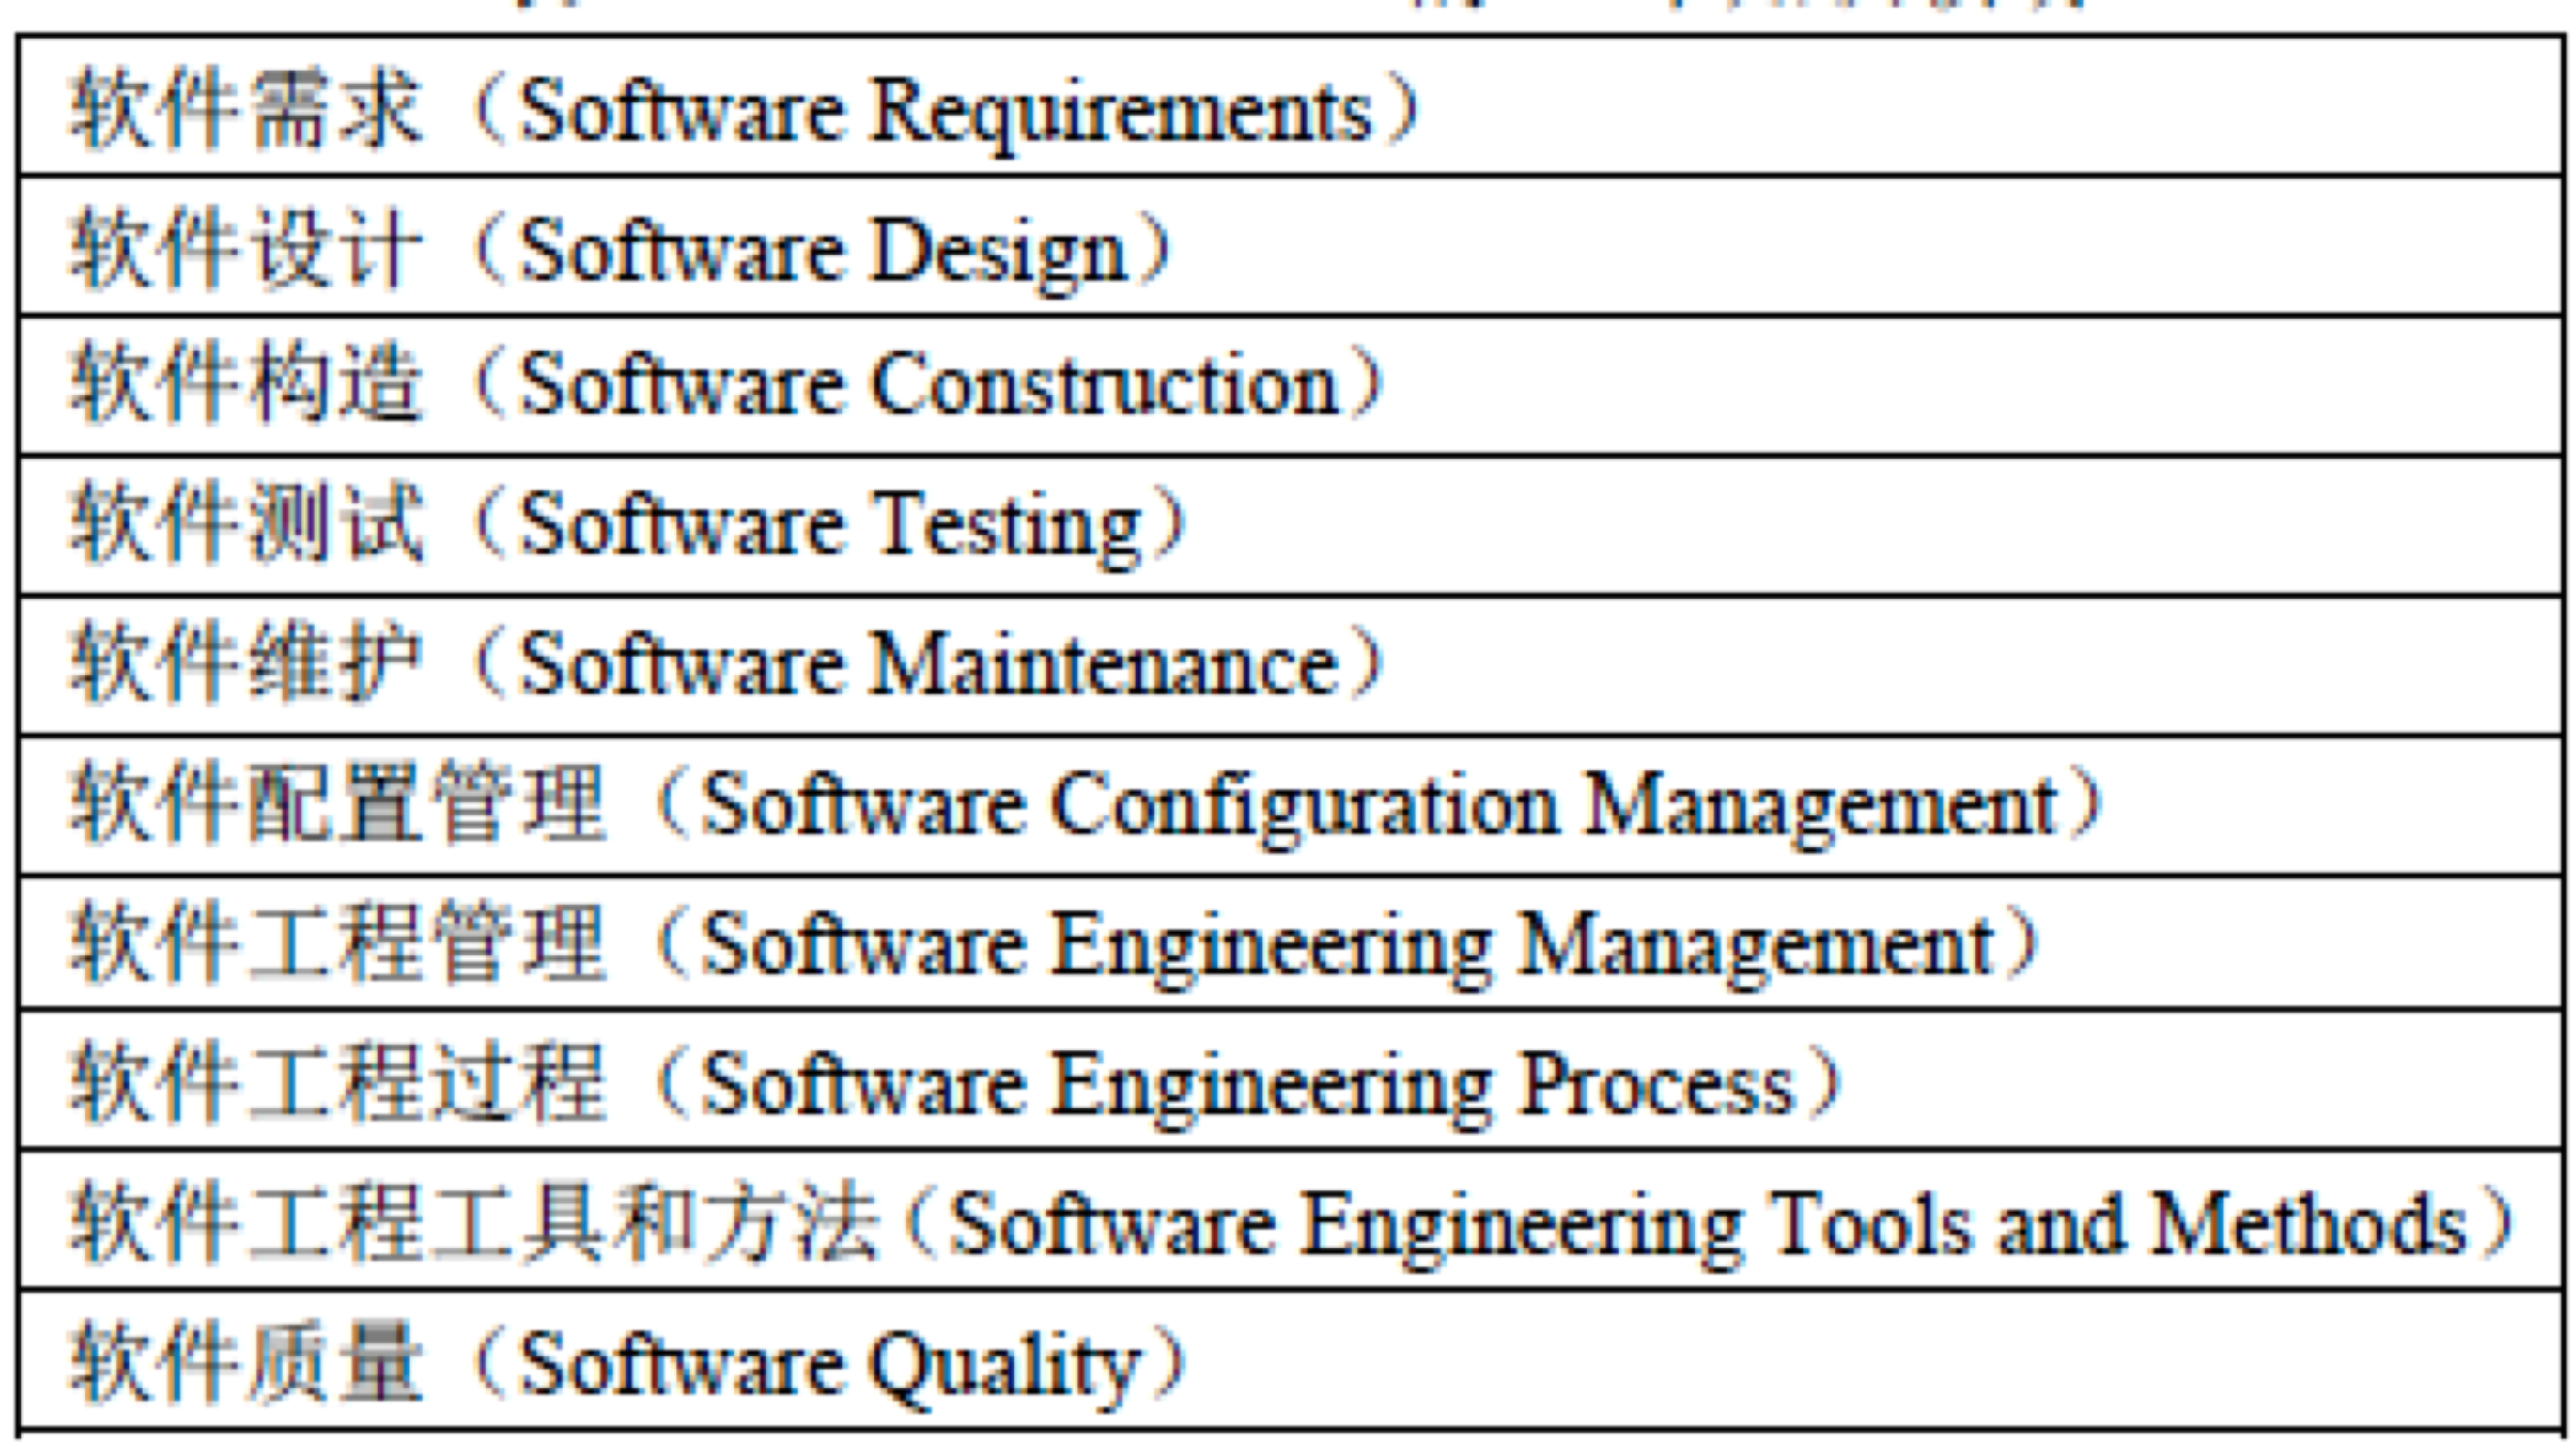 软件需求（Software Requirements）
软件设计（Software Design）
软件构造（Software Construction）
软件测试（Software Testing）
软件维护（Software Maintenance）
软件配置管理（Software Configuration Management）
软件工程管理（Software Engineering Management）
软件工程过程（Software Engineering Process）
软件工程工具和方法（Software Engineering Tools and Methods）
软件质量（Software Quality）